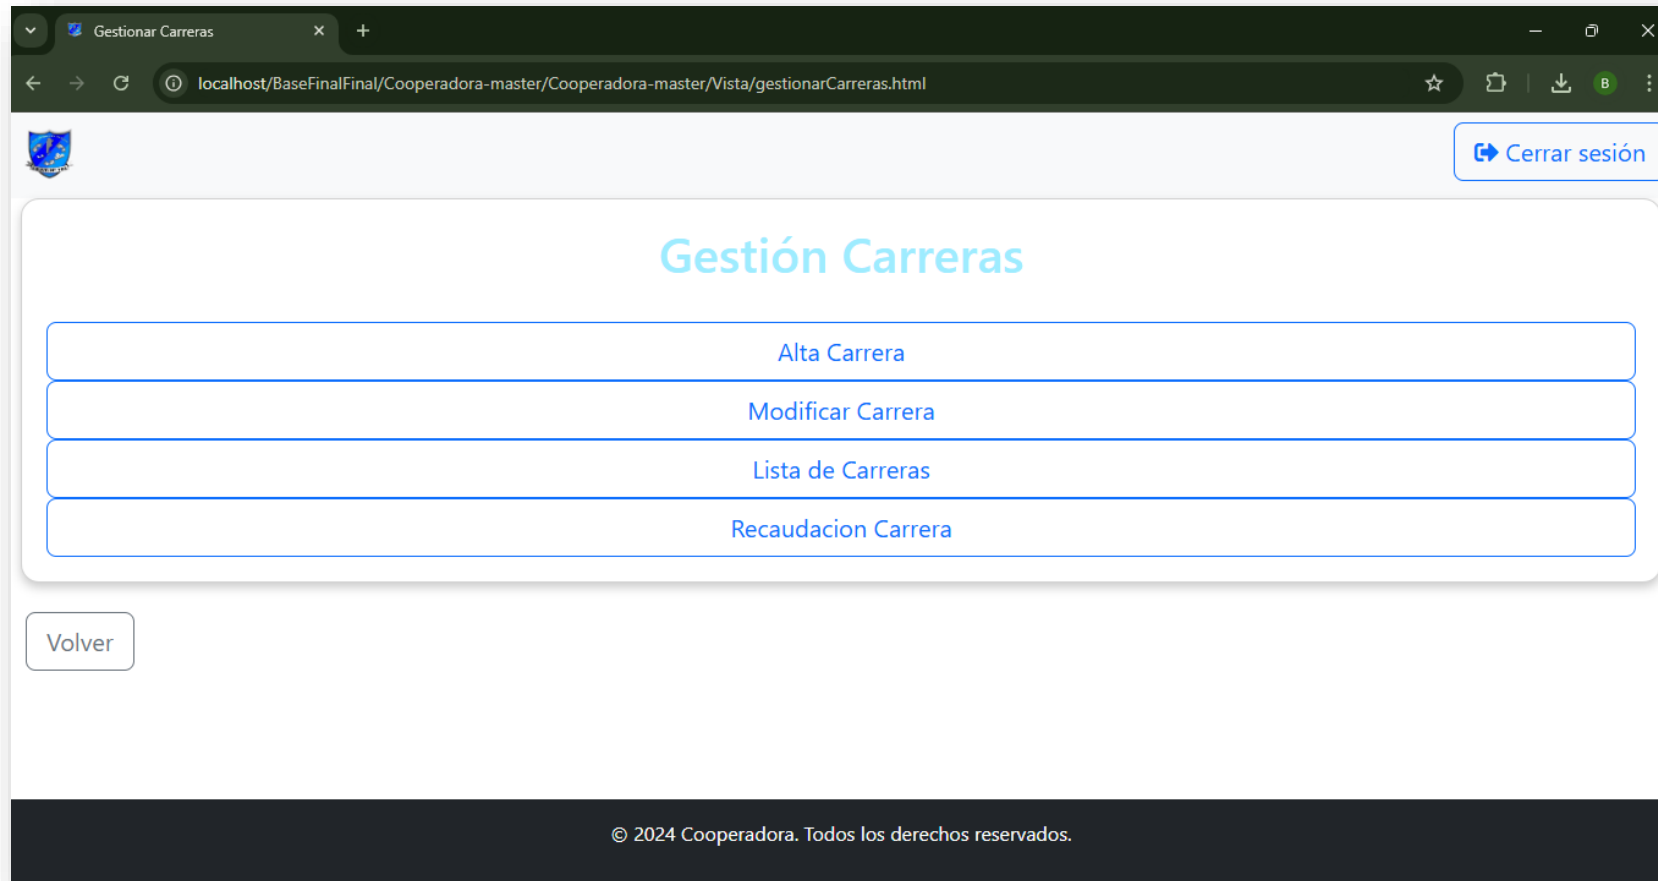 Gestionar Carreras
localhost/BaseFinalFinal/Cooperadora-master/Cooperadora-master/Vista/gestionarCarreras.html
B
Cerrar sesión
Gestión Carreras
Alta Carrera
Modificar Carrera
Lista de Carreras
Recaudacion Carrera
Volver
© 2024 Cooperadora. Todos los derechos reservados.